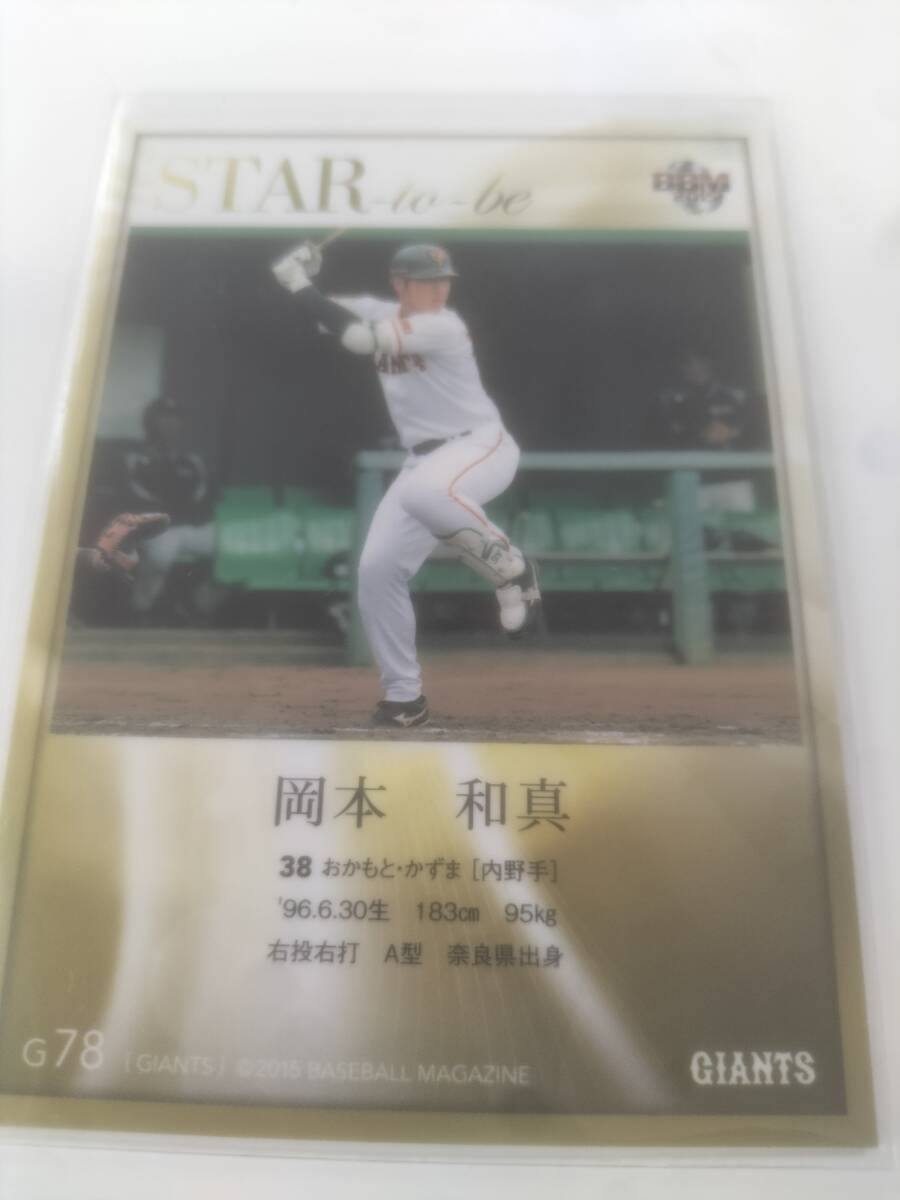 STAR-to-be
BBM
岡本 和真
38 おかもと・かずま [内野手]
'96.6.30生 183cm 95kg
右投右打 A型 奈良県出身
G78 [GIANTS] ©2015 BASEBALL MAGAZINE
GIANTS